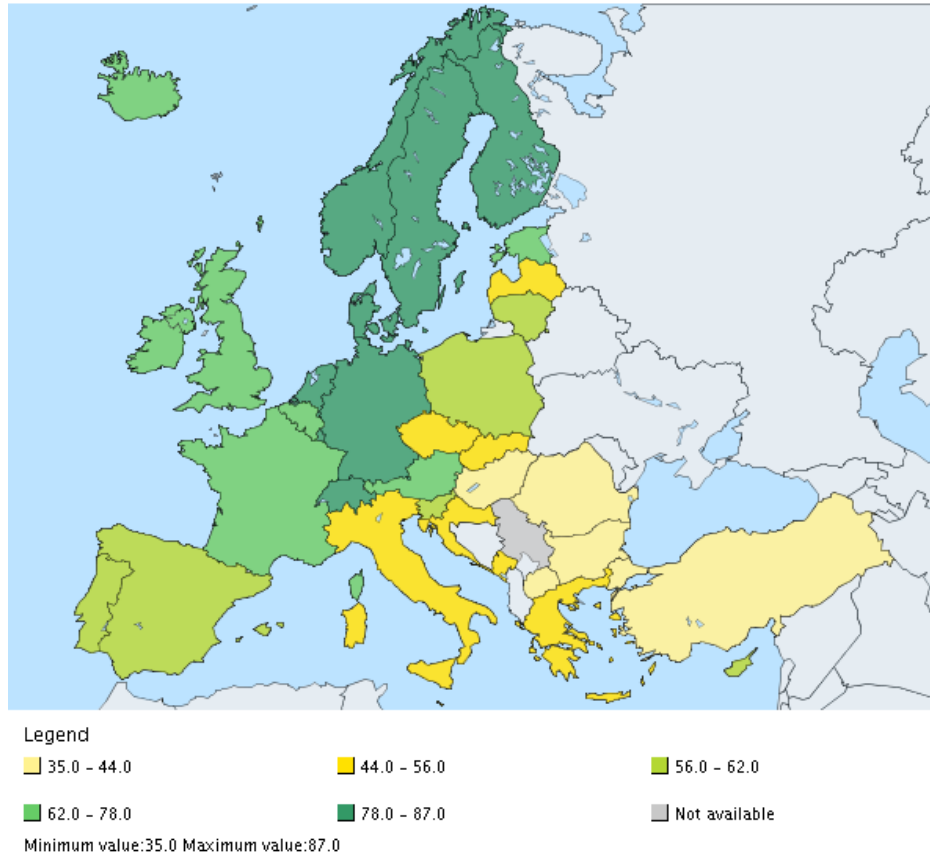 Legend
35.0 – 44.0 44.0 – 56.0 56.0 – 62.0
62.0 – 78.0 78.0 – 87.0 Not available
Minimum value:35.0 Maximum value:87.0